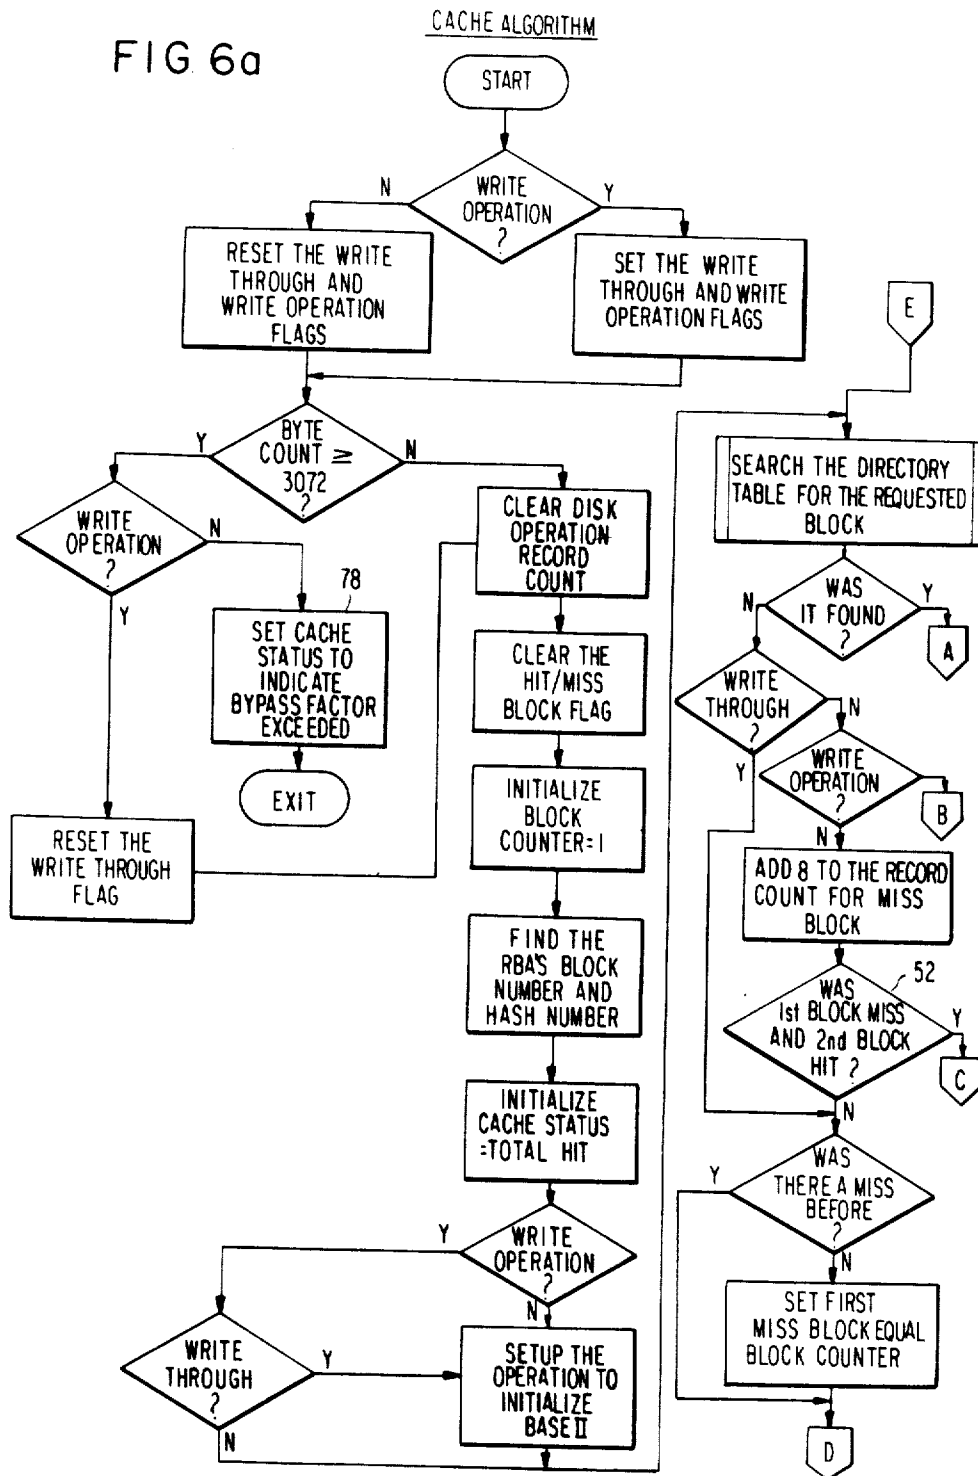 CACHE ALGORITHM
FIG 6a
START
WRITE
OPERATION
?
N
Y
RESET THE WRITE
THROUGH AND
WRITE OPERATION
FLAGS
SET THE WRITE
THROUGH AND WRITE
OPERATION FLAGS
BYTE
COUNT ≥
3072
?
Y
N
WRITE
OPERATION
?
N
Y
78
SET CACHE
STATUS TO
INDICATE
BYPASS FACTOR
EXCEEDED
EXIT
RESET THE
WRITE THROUGH
FLAG
CLEAR DISK
OPERATION
RECORD
COUNT
CLEAR THE
HIT/MISS
BLOCK FLAG
INITIALIZE
BLOCK
COUNTER=1
FIND THE
RBA'S BLOCK
NUMBER AND
HASH NUMBER
INITIALIZE
CACHE STATUS
=TOTAL HIT
WRITE
OPERATION
?
Y
N
WRITE
THROUGH
?
Y
N
SETUP THE
OPERATION TO
INITIALIZE
BASE II
E
SEARCH THE DIRECTORY
TABLE FOR THE REQUESTED
BLOCK
WAS
IT FOUND
?
N
Y
A
WRITE
THROUGH
?
N
Y
WRITE
OPERATION
?
B
N
ADD 8 TO THE RECORD
COUNT FOR MISS
BLOCK
52
WAS
1st BLOCK MISS
AND 2nd BLOCK
HIT ?
Y
C
N
WAS
THERE A MISS
BEFORE
?
Y
N
SET FIRST
MISS BLOCK EQUAL
BLOCK COUNTER
D